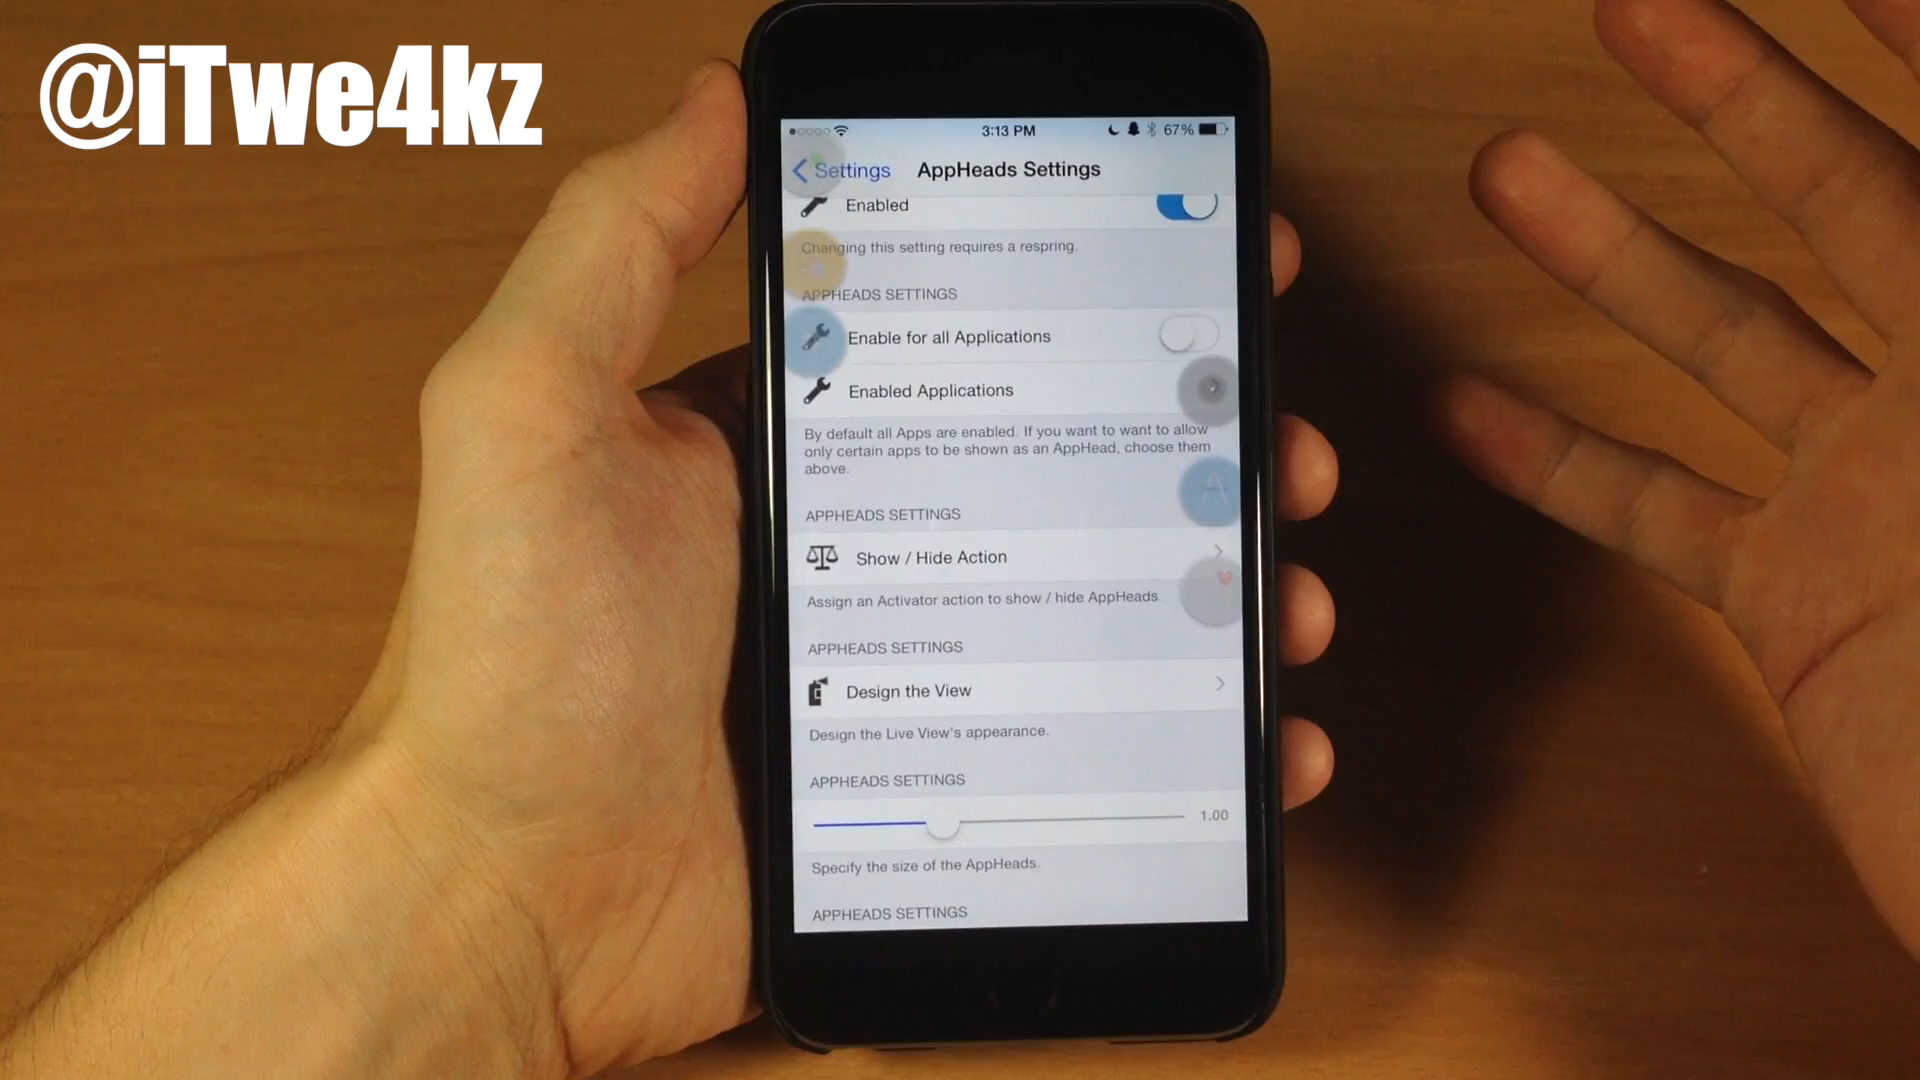 @iTwe4kz
3:13 PM
67%
Settings
AppHeads Settings
Enabled
Changing this setting requires a respring.
APPHEADS SETTINGS
Enable for all Applications
Enabled Applications
By default all Apps are enabled. If you want to want to allow
only certain apps to be shown as an AppHead, choose them
above.
APPHEADS SETTINGS
Show / Hide Action
Assign an Activator action to show / hide AppHeads
APPHEADS SETTINGS
Design the View
Design the Live View's appearance.
APPHEADS SETTINGS
1.00
Specify the size of the AppHeads.
APPHEADS SETTINGS